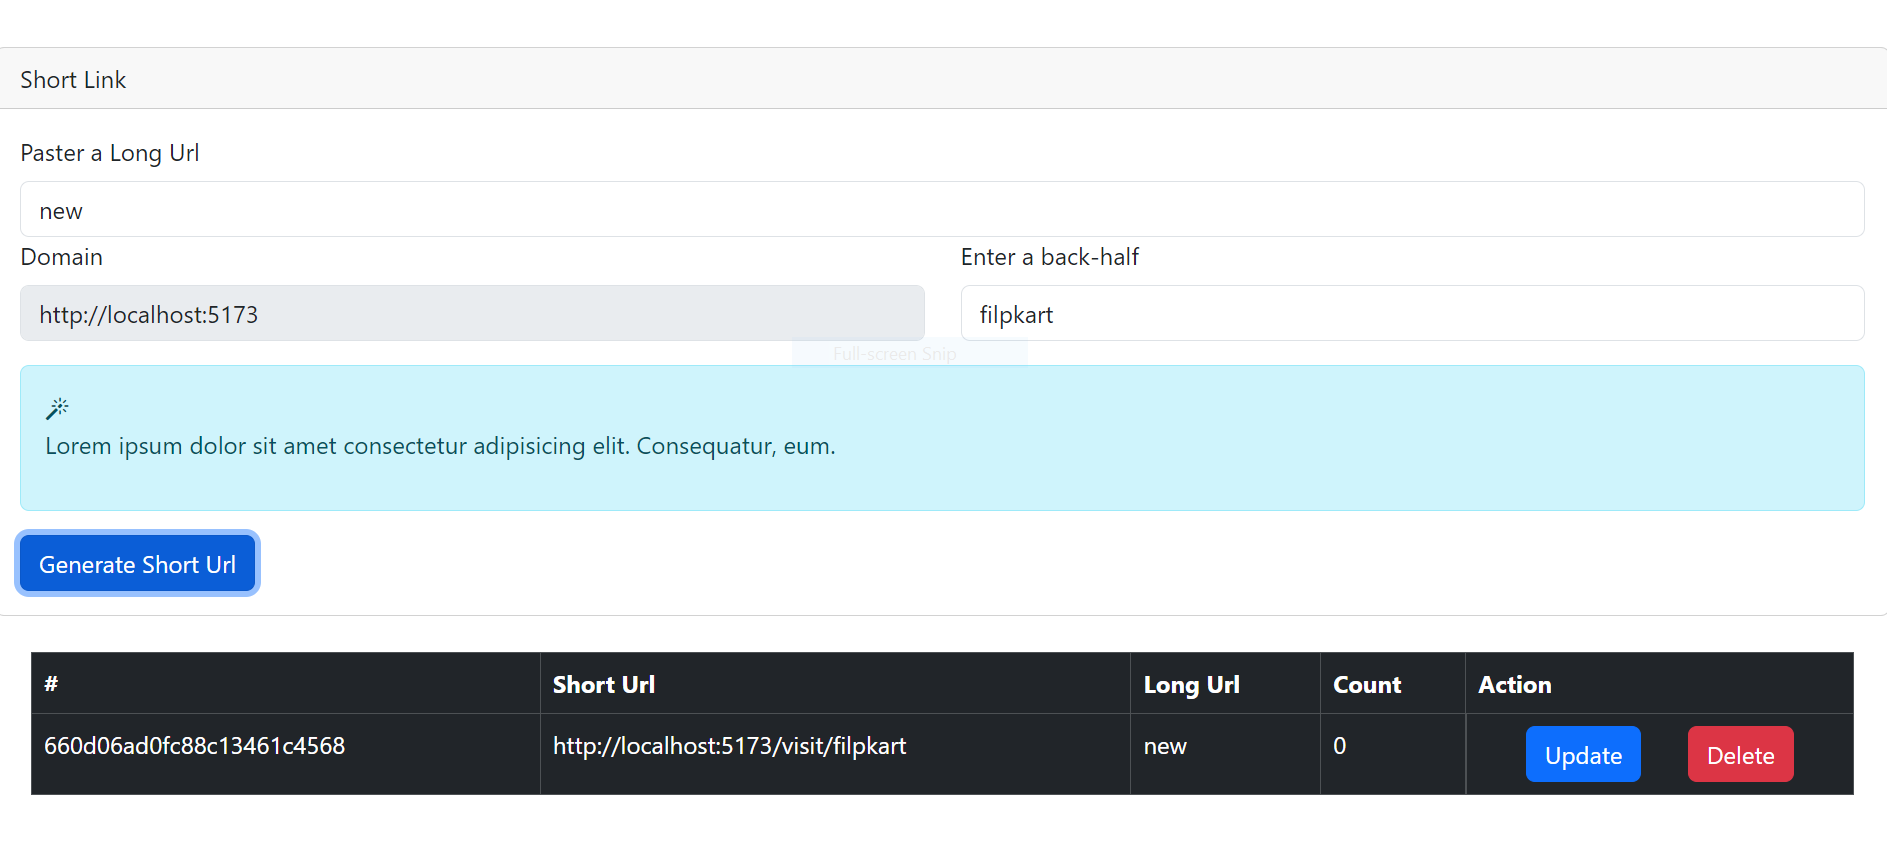 Short Link
Paster a Long Url
new
Domain
Enter a back-half
http://localhost:5173
filpkart
Full-screen Snip
Lorem ipsum dolor sit amet consectetur adipisicing elit. Consequatur, eum.
Generate Short Url
# Short Url Long Url Count Action
660d06ad0fc88c13461c4568 http://localhost:5173/visit/filpkart new 0 Update Delete